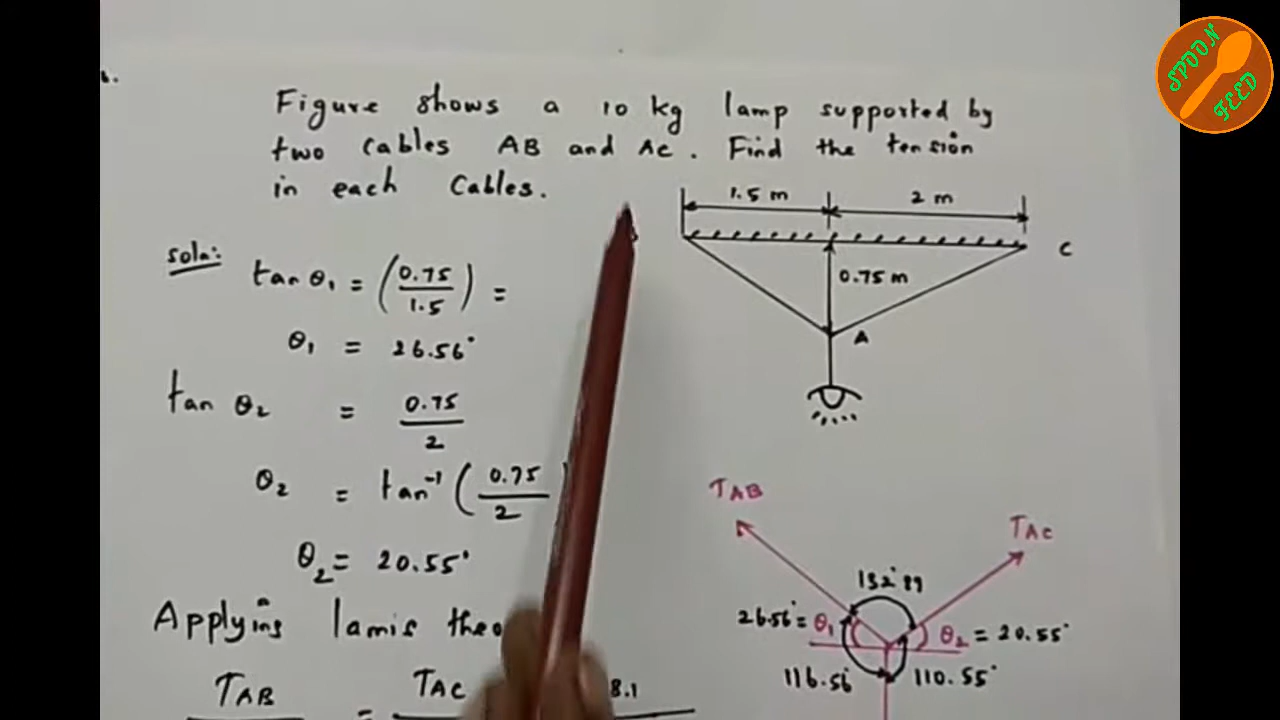 SPOON
FEED
Figure shows a 10 kg lamp supported by
two cables AB and AC. Find the tension
in each Cables.
1.5 m
2 m
C
0.75 m
A
soln:
tan θ₁ = (0.75/1.5) =
θ₁ = 26.56°
tan θ₂ = 0.75/2
θ₂ = tan⁻¹ (0.75/2
θ₂ = 20.55°
Applying lamis
TAB = TAC 8.1
TAB
TAC
132°89
26.56° = θ₁
θ₂ = 20.55°
116.56°
110.55°